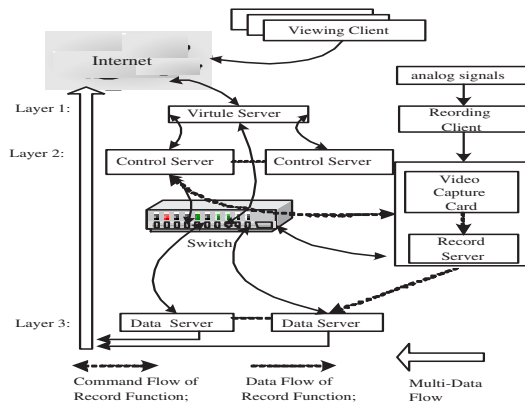 Viewing Client
Internet
analog signals
Layer 1:
Virtule Server
Reording
Client
Layer 2:
Control Server
Control Server
Video
Capture
Card
Switch
Record
Server
Layer 3:
Data Server
Data Server
Command Flow of
Record Function;
Data Flow of
Record Function;
Multi-Data
Flow